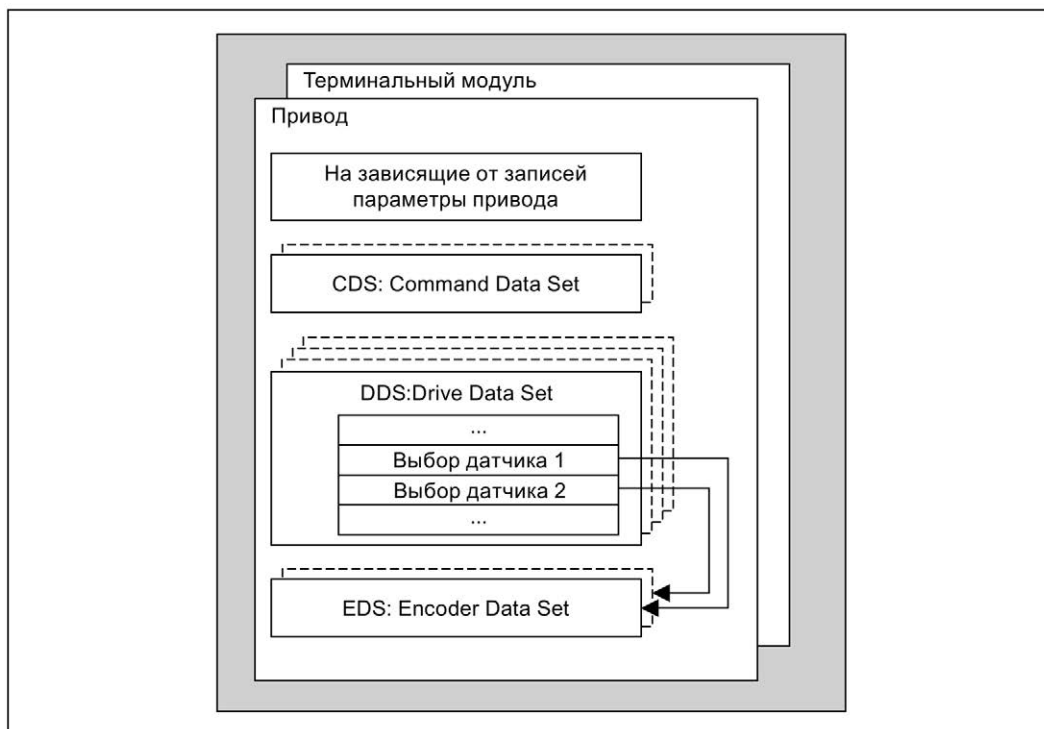 Терминальный модуль
Привод
На зависящие от записей
параметры привода
CDS: Command Data Set
DDS:Drive Data Set
...
Выбор датчика 1
Выбор датчика 2
...
EDS: Encoder Data Set